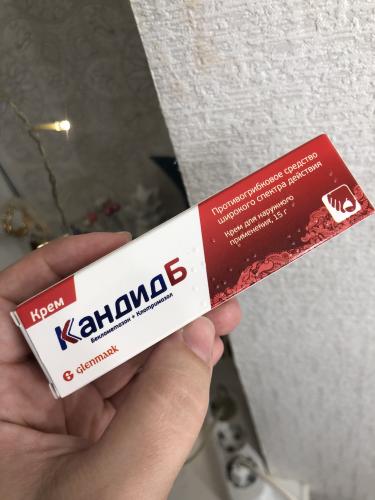 Крем
Кандид Б
Беклометазон + Клотримазол
Glenmark
Противогрибковое средство
широкого спектра действия
Крем для наружного
применения, 15 г